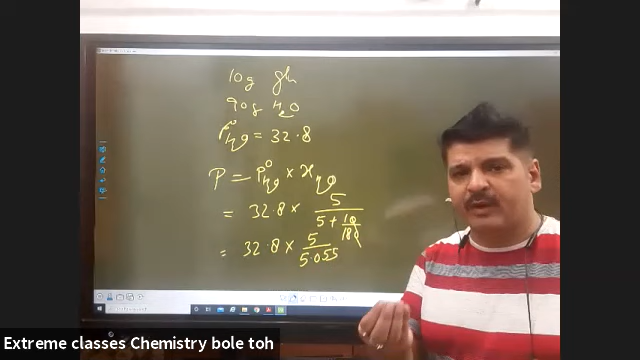 10g glu
90g H2O
P°H2O = 32.8
P = P°H2O × xH2O
= 32.8 × 5/(5 + 10/180)
= 32.8 × 5/5.055
Extreme classes Chemistry bole toh